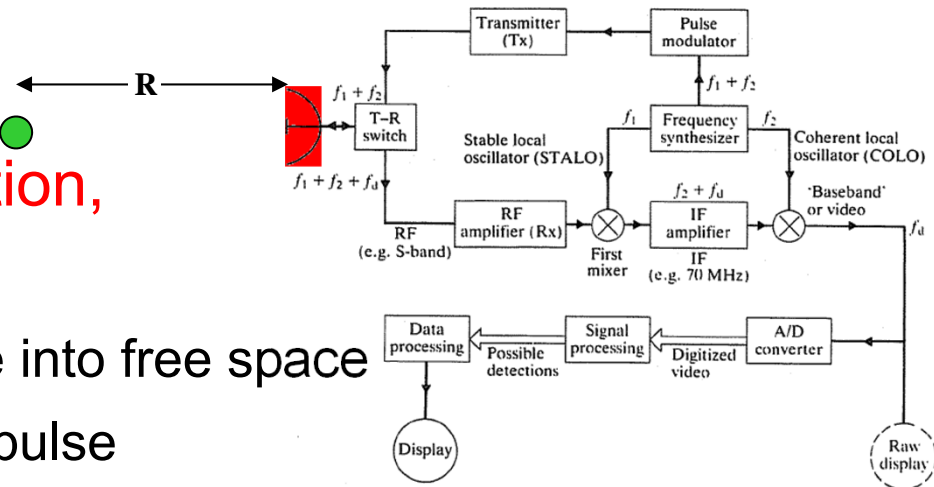 R
tion,
e into free space
pulse
Transmitter
(Tx)
Pulse
modulator
f₁ + f₂
f₁ + f₂
T–R
switch
f₁ + f₂ + f_d
f₁
Frequency
synthesizer
f₂
Stable local
oscillator (STALO)
Coherent local
oscillator (COLO)
RF
(e.g. S-band)
RF
amplifier (Rx)
First
mixer
f₂ + f_d
IF
amplifier
IF
(e.g. 70 MHz)
'Baseband'
or video
f_d
Data
processing
Possible
detections
Signal
processing
Digitized
video
A/D
converter
Display
Raw
display